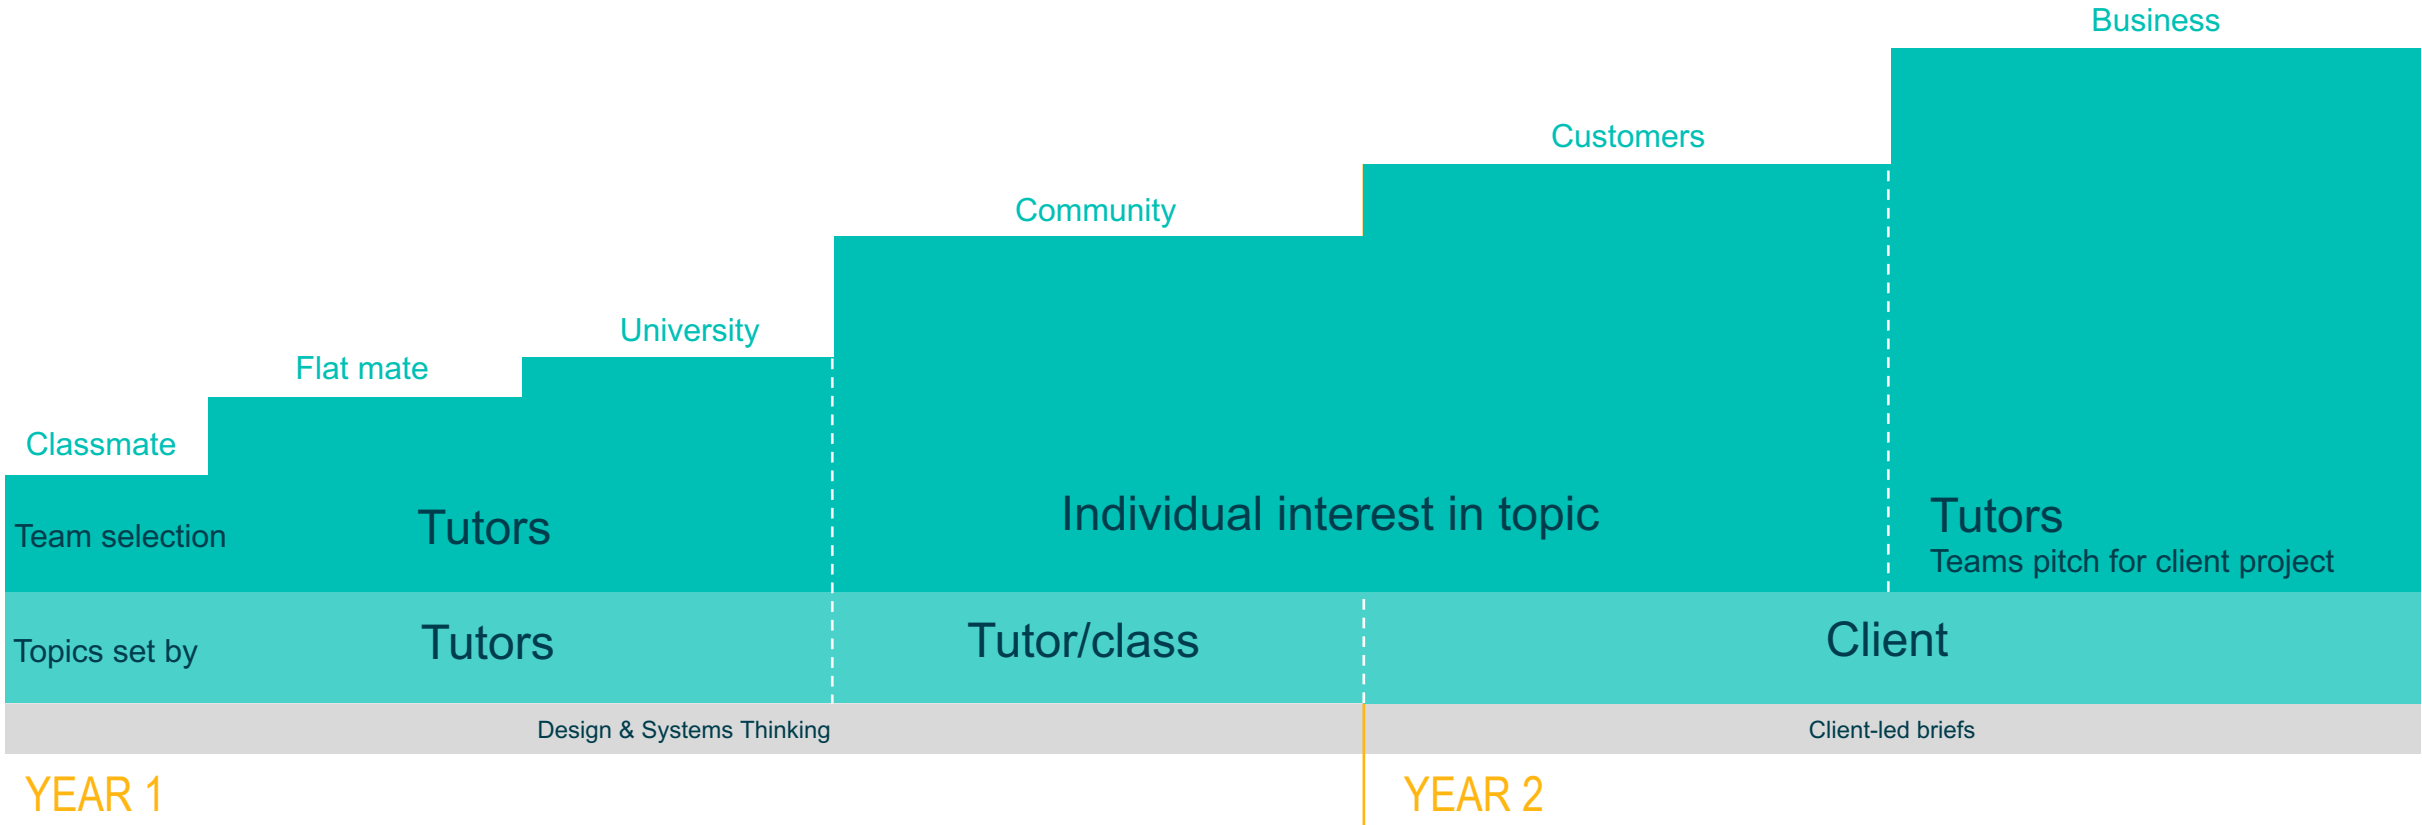 Business
Customers
Community
University
Flat mate
Classmate
Team selection
Tutors
Individual interest in topic
Tutors
Teams pitch for client project
Topics set by
Tutors
Tutor/class
Client
Design & Systems Thinking
Client-led briefs
YEAR 1
YEAR 2